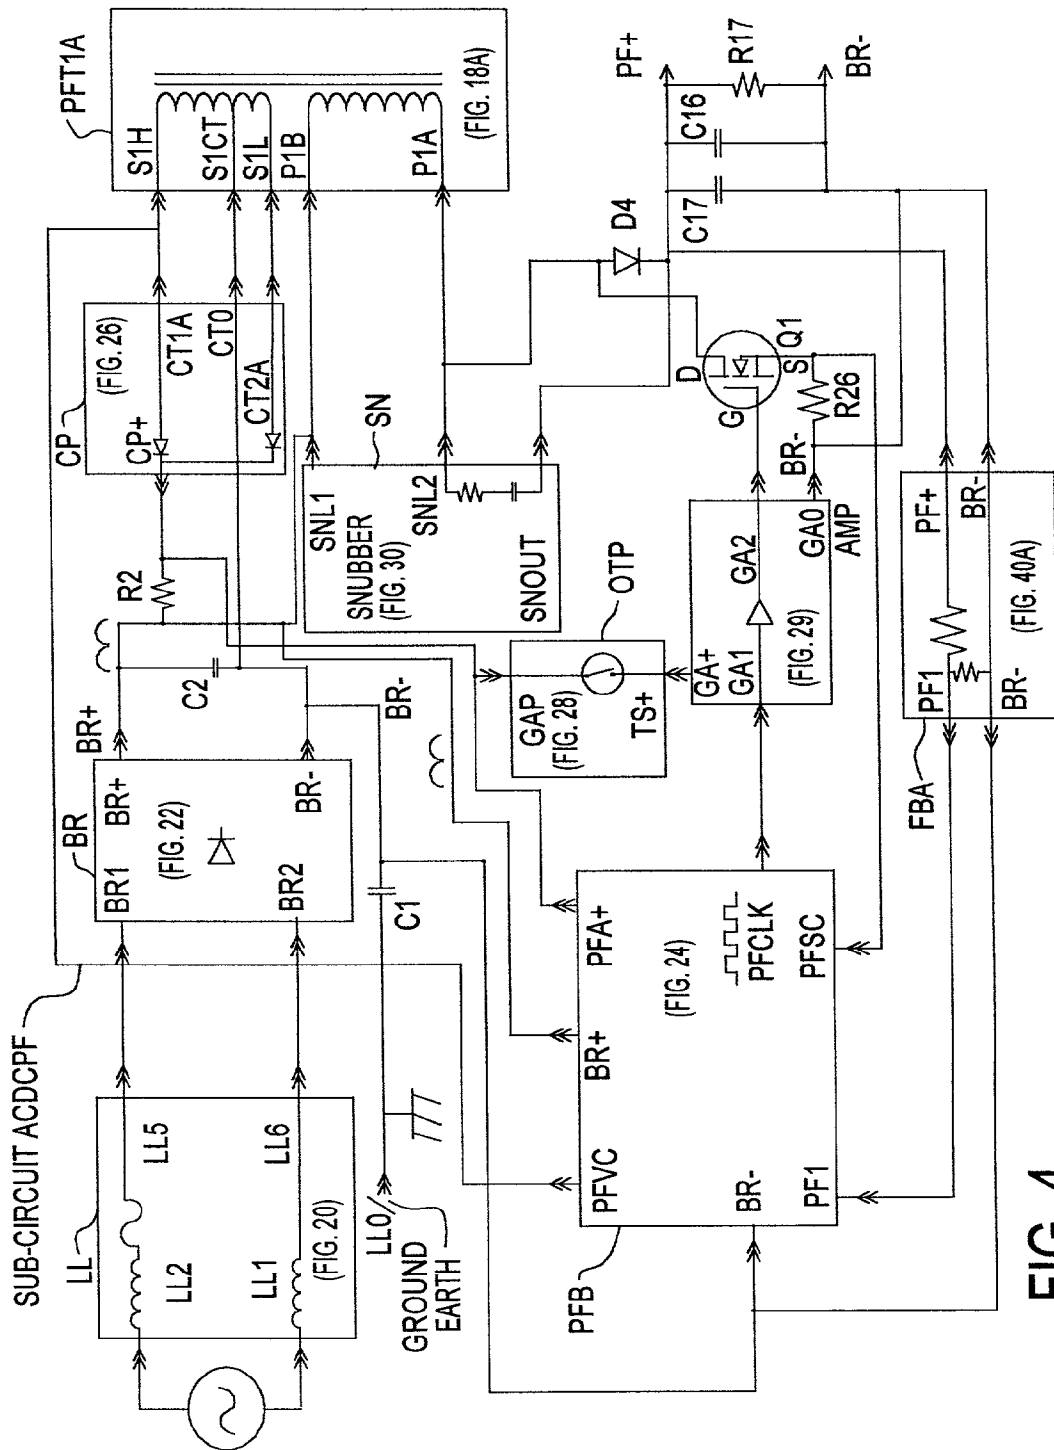 SUB-CIRCUIT ACDCPF
LL
LL2
LL5
LL1
LL6
(FIG. 20)
BR
BR1
BR+
(FIG. 22)
BR2
BR-
BR+
BR-
C2
R2
CP
(FIG. 26)
CP+
CT1A
CT0
CT2A
PFT1A
S1H
S1CT
S1L
P1B
P1A
(FIG. 18A)
LL0
GROUND
EARTH
C1
SN
SNL1
SNUBBER
(FIG. 30)
SNL2
SNOUT
OTP
GAP
(FIG. 28)
TS+
GA+
GA1
GA2
(FIG. 29)
GA0
AMP
BR-
D
G
S
Q1
R26
D4
C17
C16
R17
PF+
BR-
PFB
PFVC
BR+
PFA+
(FIG. 24)
PFCLK
BR-
PF1
PFSC
FBA
PF1
PF+
BR-
BR-
(FIG. 40A)
FIG. 4